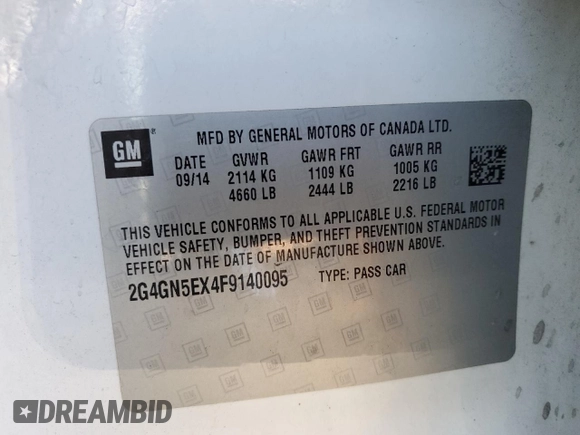 GM
MFD BY GENERAL MOTORS OF CANADA LTD.
DATE GVWR GAWR FRT GAWR RR
09/14 2114 KG 1109 KG 1005 KG
4660 LB 2444 LB 2216 LB
THIS VEHICLE CONFORMS TO ALL APPLICABLE U.S. FEDERAL MOTOR
VEHICLE SAFETY, BUMPER, AND THEFT PREVENTION STANDARDS IN
EFFECT ON THE DATE OF MANUFACTURE SHOWN ABOVE.
2G4GN5EX4F9140095 TYPE: PASS CAR
DREAMBID